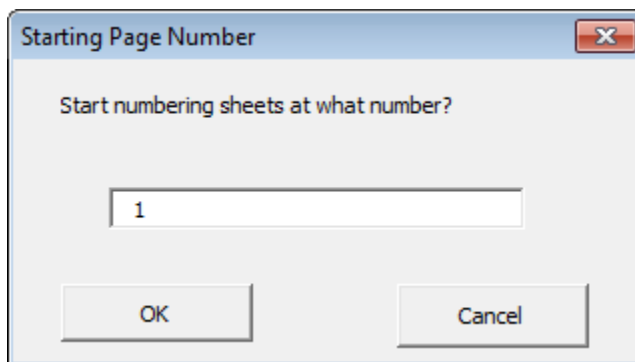 Starting Page Number
Start numbering sheets at what number?
1
OK
Cancel